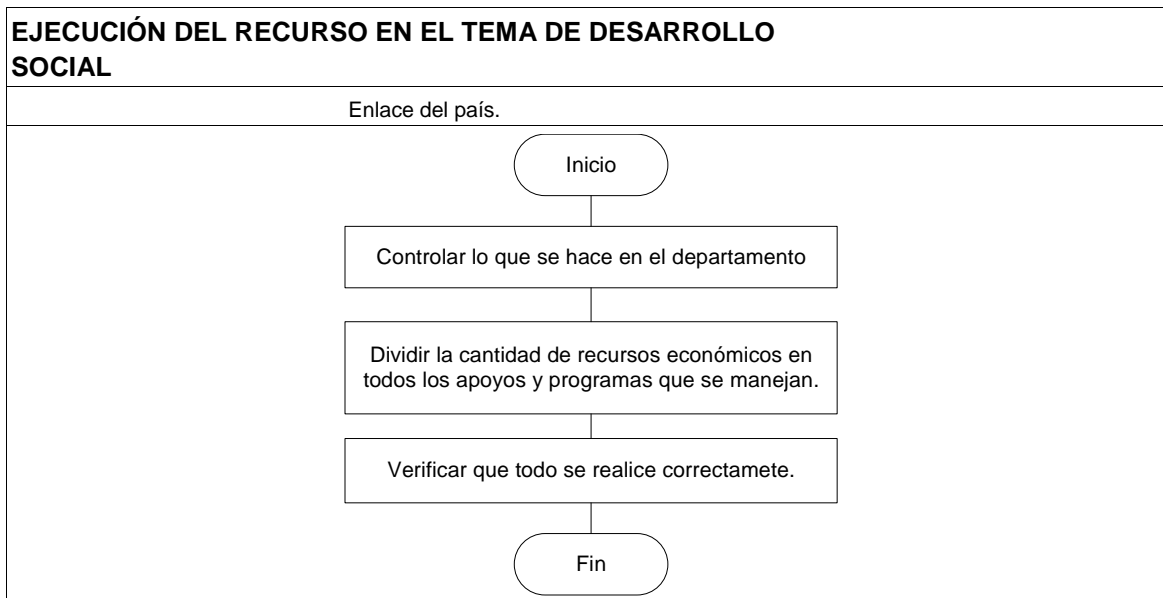 EJECUCIÓN DEL RECURSO EN EL TEMA DE DESARROLLO
SOCIAL
Enlace del país.
Inicio
Controlar lo que se hace en el departamento
Dividir la cantidad de recursos económicos en
todos los apoyos y programas que se manejan.
Verificar que todo se realice correctamete.
Fin